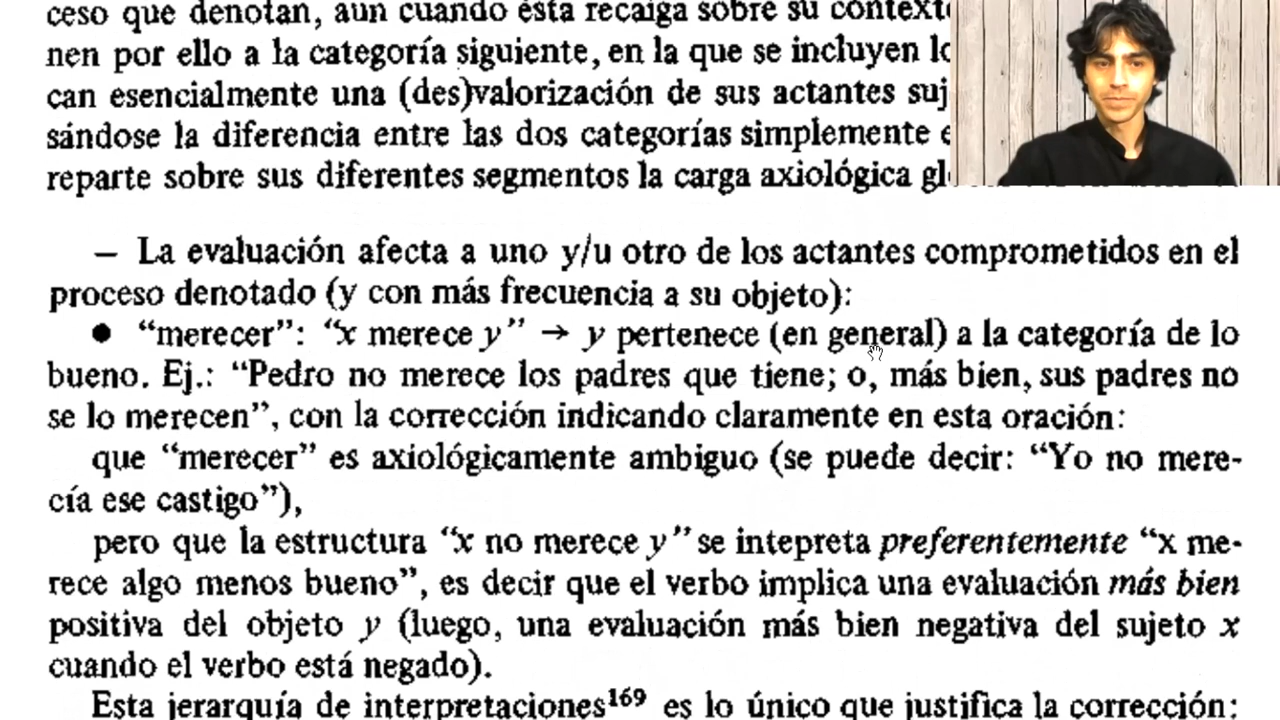 ceso que denotan, aun cuando ésta recaiga sobre su
nen por ello a la categoría siguiente, en la que se incluyen
can esencialmente una (des)valorización de sus actantes
sándose la diferencia entre las dos categorías simplemente
reparte sobre sus diferentes segmentos la carga axiológica
— La evaluación afecta a uno y/u otro de los actantes comprometidos en el
proceso denotado (y con más frecuencia a su objeto):
● “merecer”: “x merece y” → y pertenece (en general) a la categoría de lo
bueno. Ej.: “Pedro no merece los padres que tiene; o, más bien, sus padres no
se lo merecen”, con la corrección indicando claramente en esta oración:
que “merecer” es axiológicamente ambiguo (se puede decir: “Yo no mere-
cía ese castigo”),
pero que la estructura “x no merece y” se intepreta preferentemente “x me-
rece algo menos bueno”, es decir que el verbo implica una evaluación más bien
positiva del objeto y (luego, una evaluación más bien negativa del sujeto x
cuando el verbo está negado).
Esta jerarquía de interpretaciones169 es lo único que justifica la corrección: